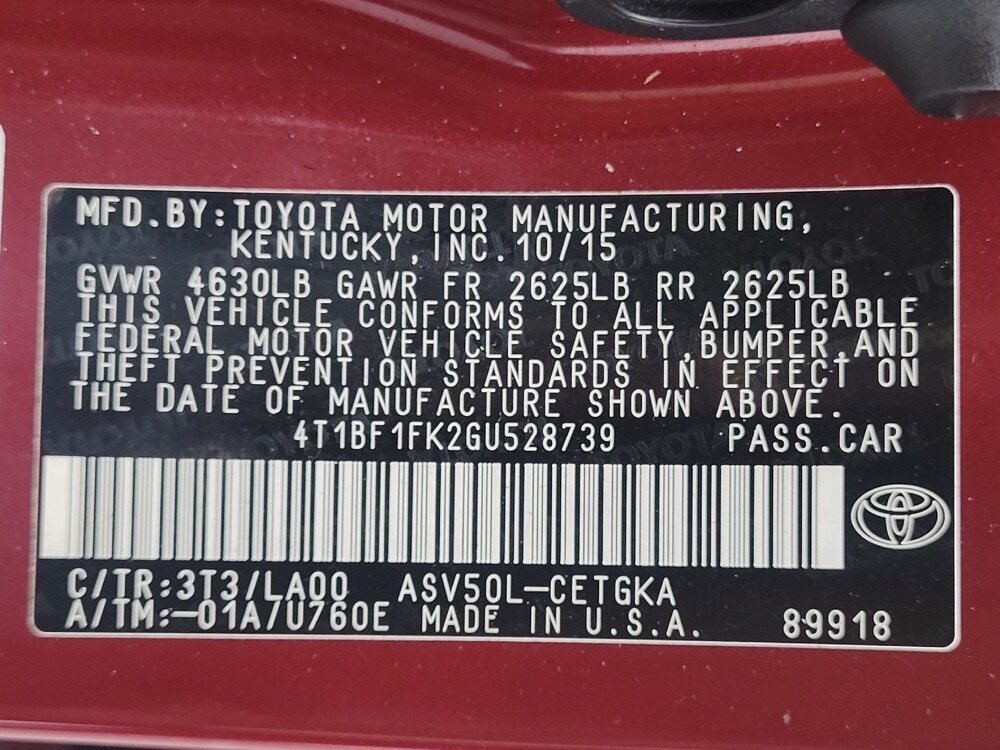 MFD.BY:TOYOTA MOTOR MANUFACTURING,
KENTUCKY, INC.10/15
GVWR 4630LB GAWR FR 2625LB RR 2625LB
THIS VEHICLE CONFORMS TO ALL APPLICABLE
FEDERAL MOTOR VEHICLE SAFETY,BUMPER,AND
THEFT PREVENTION STANDARDS IN EFFECT ON
THE DATE OF MANUFACTURE SHOWN ABOVE.
4T1BF1FK2GU528739 PASS.CAR
C/TR:3T3/LA00 ASV50L-CETGKA
A/TM:-01A/U760E MADE IN U.S.A. 89918